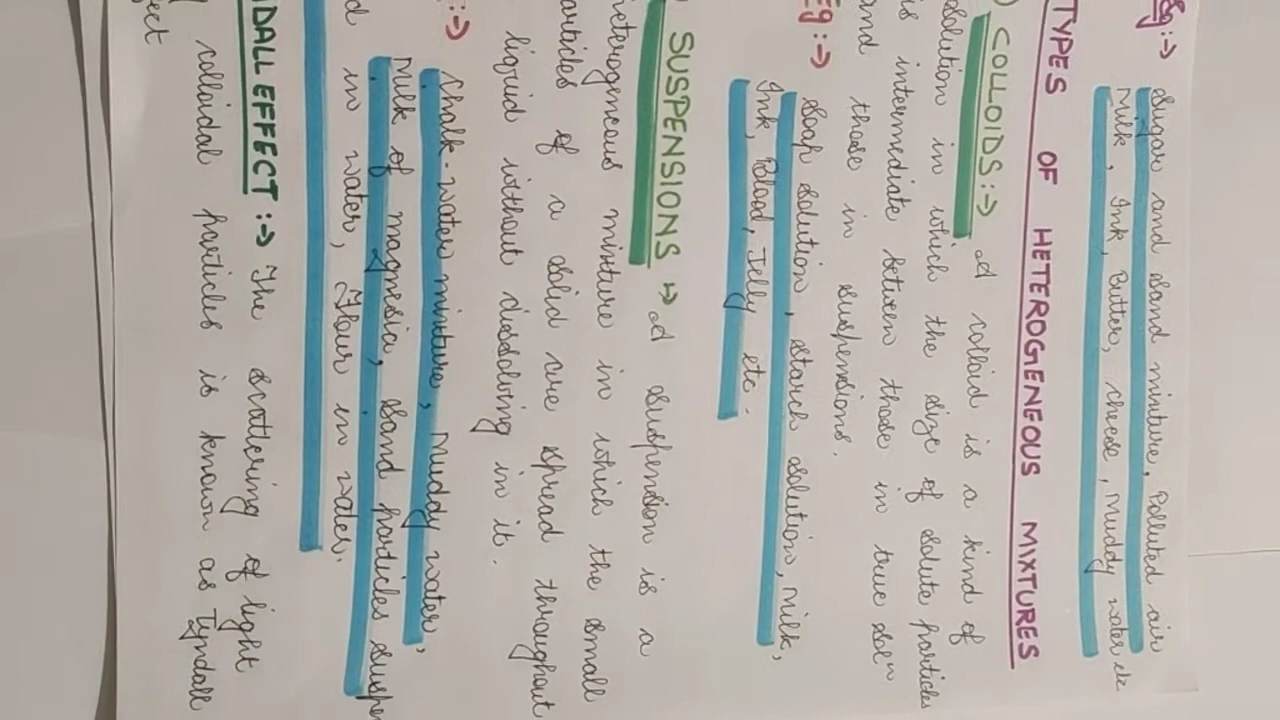 Eg :→ Sugar and sand mixture, Polluted air
Milk, Ink, Butter, cheese, Muddy water etc
TYPES OF HETEROGENEOUS MIXTURES
) COLLOIDS :→ A colloid is a kind of
solution in which the size of solute particles
is intermediate between those in true solⁿ
and those in suspensions.
Eg :→ Soap solution, starch solution, milk,
Ink, Blood, Jelly etc.
SUSPENSIONS :→ A suspension is a
heterogeneous mixture in which the small
articles of a solid are spread throughout
liquid without dissolving in it.
:→ Chalk-water mixture, Muddy water,
Milk of magnesia, Sand particles suspe
d in water, Flour in water.
DALL EFFECT :→ The scattering of light
colloidal particles is known as Tyndall
ect